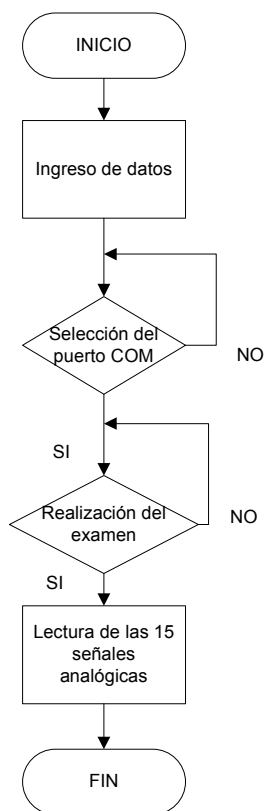 INICIO
Ingreso de datos
Selección del
puerto COM
NO
SI
Realización del
examen
NO
SI
Lectura de las 15
señales
analógicas
FIN